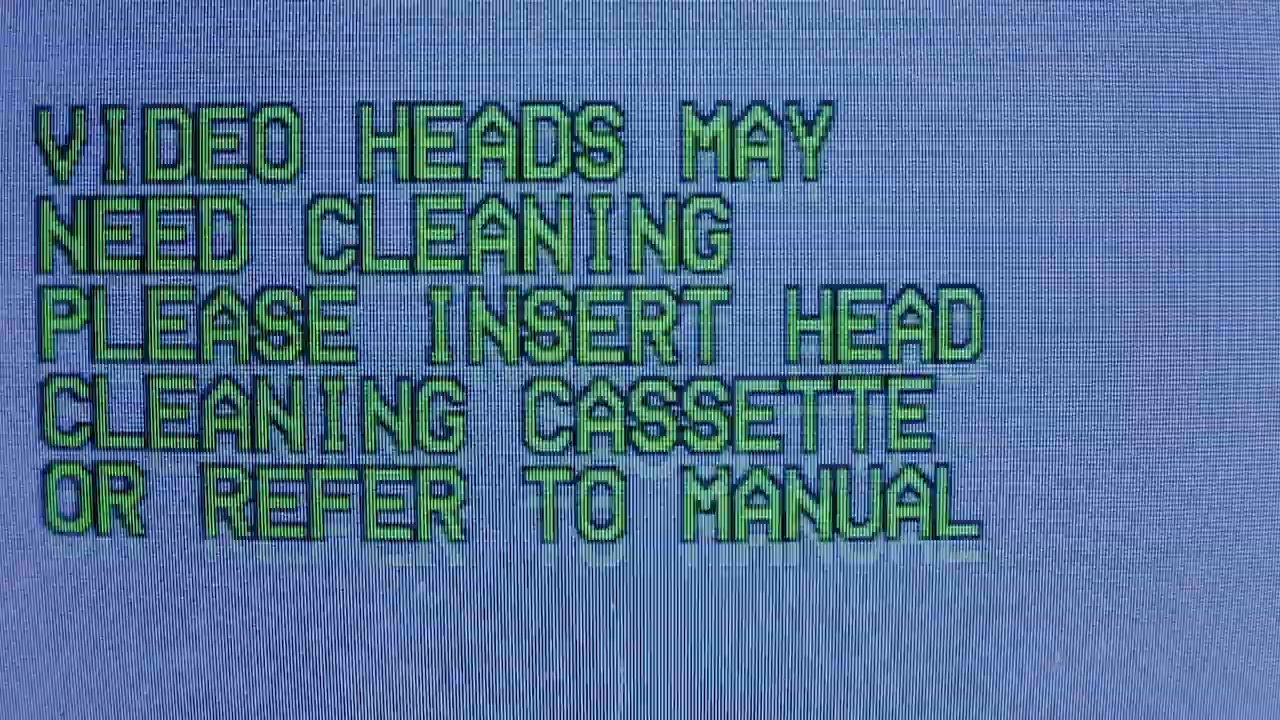 VIDEO HEADS MAY
NEED CLEANING
PLEASE INSERT HEAD
CLEANING CASSETTE
OR REFER TO MANUAL